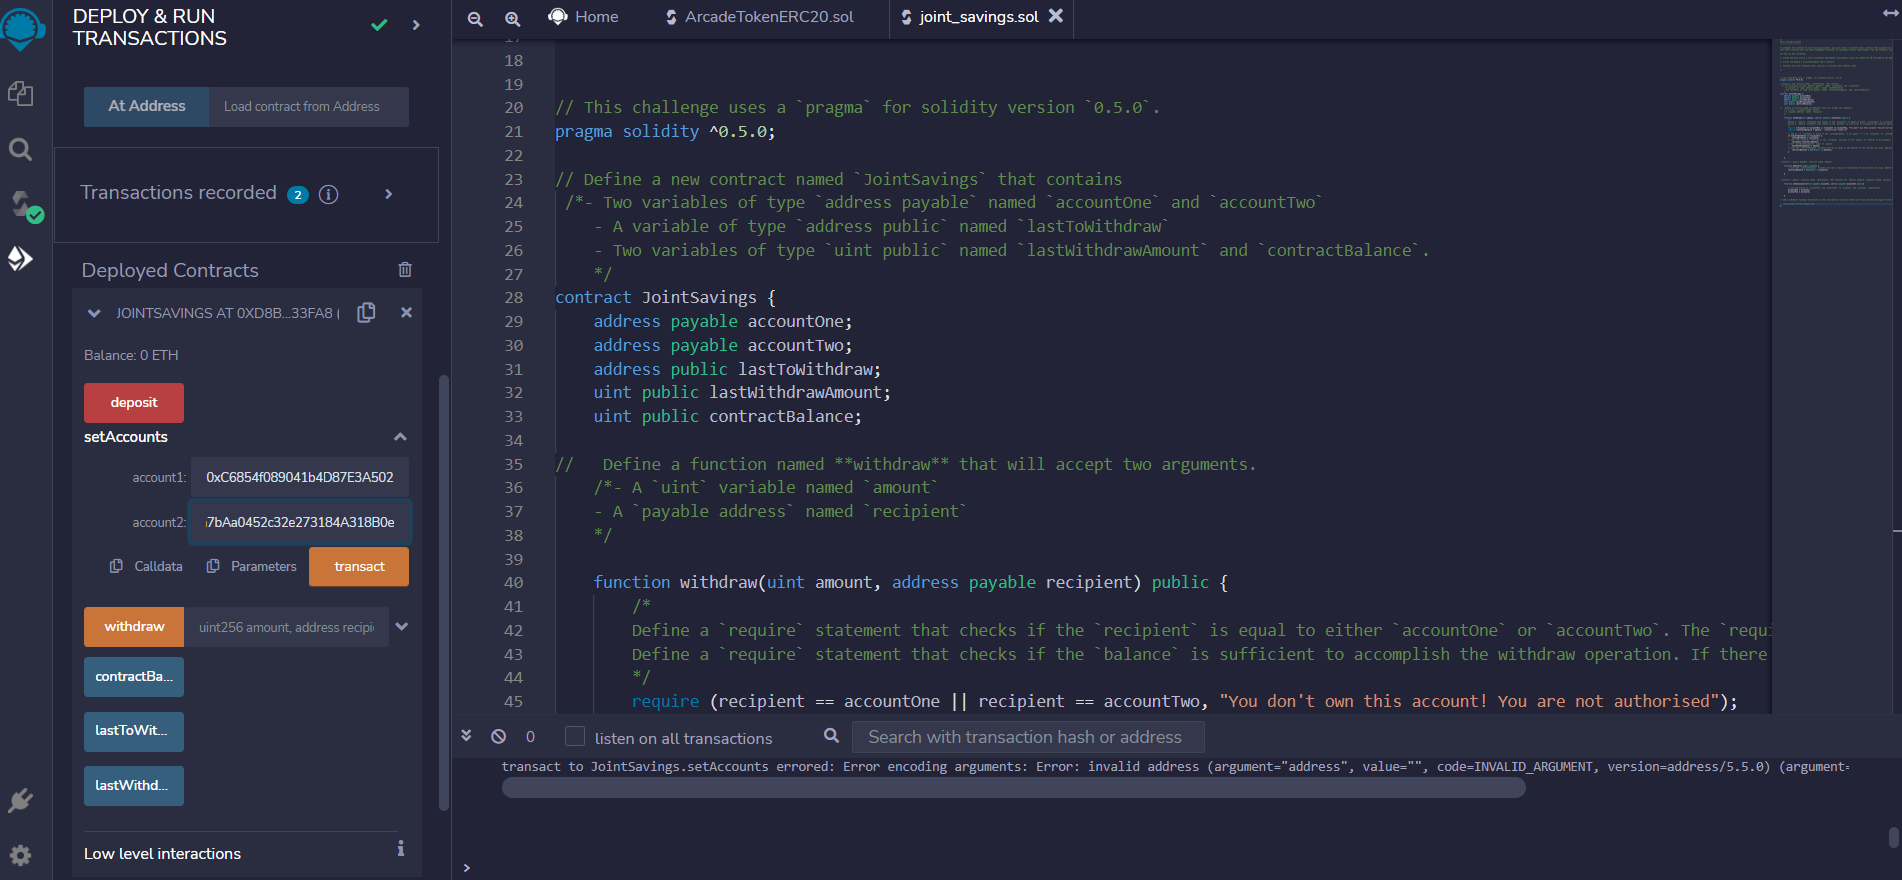 DEPLOY & RUN
TRANSACTIONS
At Address
Load contract from Address
Transactions recorded 2
Deployed Contracts
JOINTSAVINGS AT 0XD8B...33FA8 (
Balance: 0 ETH
deposit
setAccounts
account1: 0xC6854f089041b4D87E3A502
account2: 7bAa0452c32e273184A318B0e
Calldata Parameters transact
withdraw uint256 amount, address recipi
contractBa...
lastToWit...
lastWithd...
Low level interactions
Home ArcadeTokenERC20.sol joint_savings.sol
18
19
20 // This challenge uses a `pragma` for solidity version `0.5.0`.
21 pragma solidity ^0.5.0;
22
23 // Define a new contract named `JointSavings` that contains
24 /*- Two variables of type `address payable` named `accountOne` and `accountTwo`
25 - A variable of type `address public` named `lastToWithdraw`
26 - Two variables of type `uint public` named `lastWithdrawAmount` and `contractBalance`.
27 */
28 contract JointSavings {
29 address payable accountOne;
30 address payable accountTwo;
31 address public lastToWithdraw;
32 uint public lastWithdrawAmount;
33 uint public contractBalance;
34
35 // Define a function named **withdraw** that will accept two arguments.
36 /*- A `uint` variable named `amount`
37 - A `payable address` named `recipient`
38 */
39
40 function withdraw(uint amount, address payable recipient) public {
41 /*
42 Define a `require` statement that checks if the `recipient` is equal to either `accountOne` or `accountTwo`. The `requi
43 Define a `require` statement that checks if the `balance` is sufficient to accomplish the withdraw operation. If there
44 */
45 require (recipient == accountOne || recipient == accountTwo, "You don't own this account! You are not authorised");
0 listen on all transactions Search with transaction hash or address
transact to JointSavings.setAccounts errored: Error encoding arguments: Error: invalid address (argument="address", value="", code=INVALID_ARGUMENT, version=address/5.5.0) (argument=
>